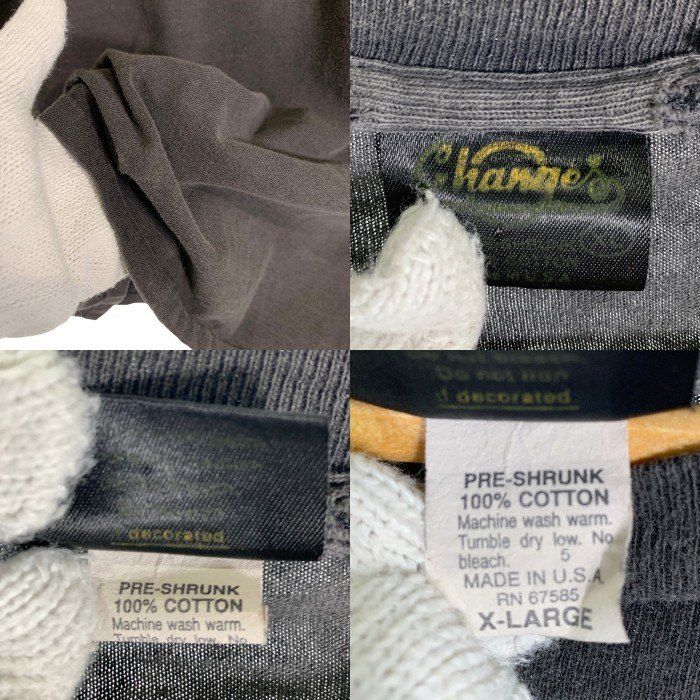 Changes
U.S.A
decorated
PRE-SHRUNK
100% COTTON
Machine wash warm.
Tumble dry low. No
Do not iron
if decorated
PRE-SHRUNK
100% COTTON
Machine wash warm.
Tumble dry low. No
bleach. 5
MADE IN U.S.A
RN 67585
X-LARGE